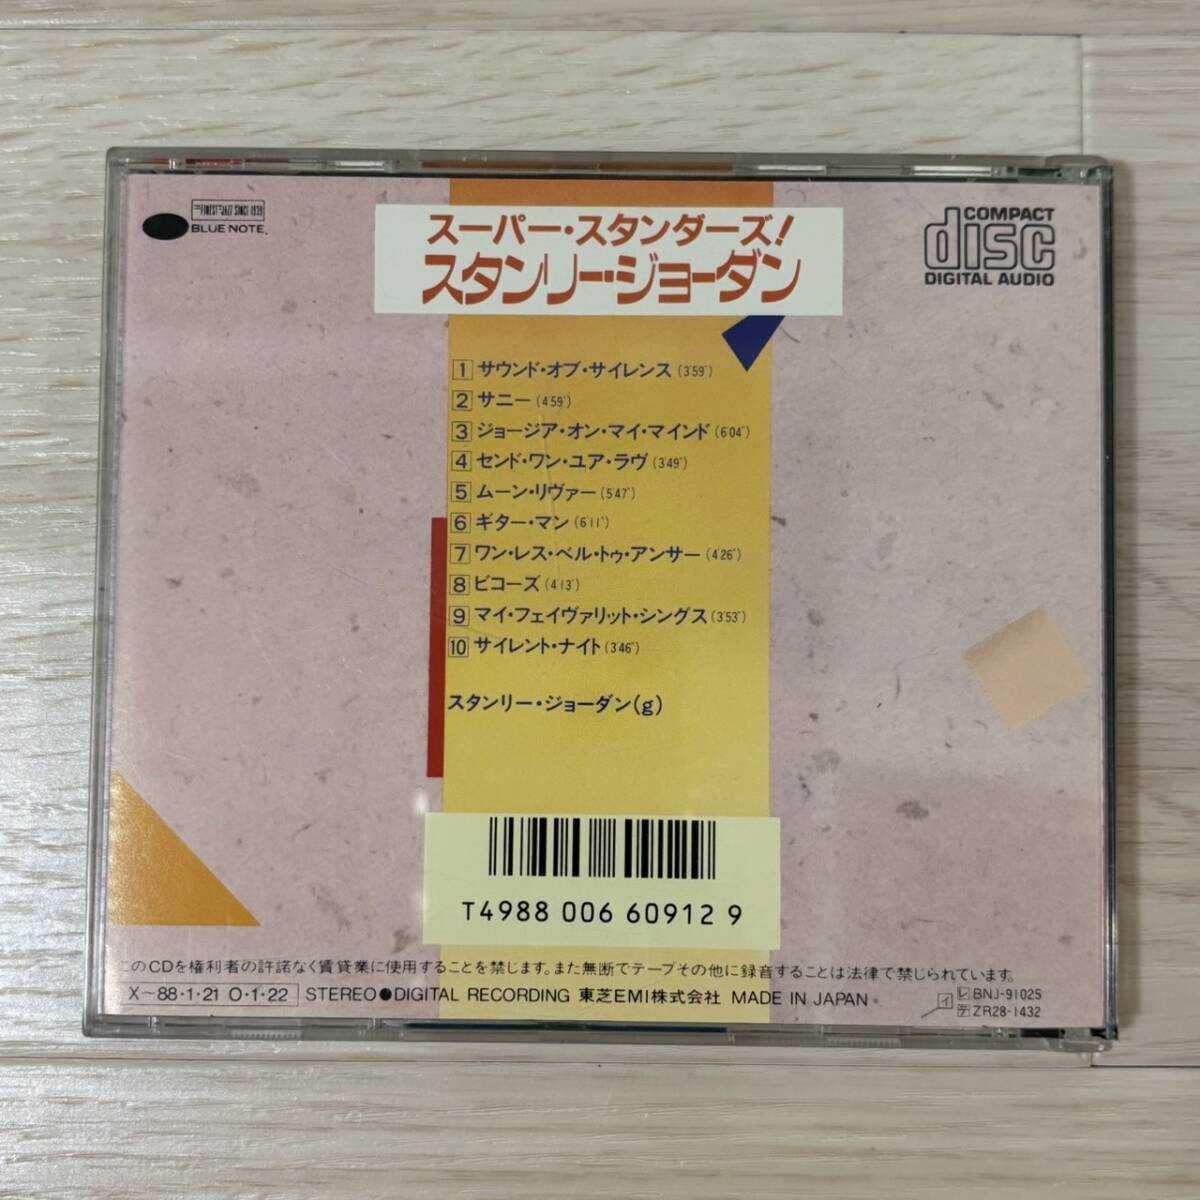 THE FINEST IN JAZZ SINCE 1939
BLUE NOTE
スーパー・スタンダーズ!
スタンリー・ジョーダン
COMPACT
disc
DIGITAL AUDIO
1 サウンド・オブ・サイレンス (3'59")
2 サニー (4'59")
3 ジョージア・オン・マイ・マインド (6'04")
4 センド・ワン・ユア・ラヴ (3'49")
5 ムーン・リヴァー (5'47")
6 ギター・マン (6'11")
7 ワン・レス・ベル・トゥ・アンサー (4'26")
8 ビコーズ (4'13")
9 マイ・フェイヴァリット・シングス (3'53")
10 サイレント・ナイト (3'46")
スタンリー・ジョーダン(g)
T4988 006 60912 9
このCDを権利者の許諾なく賃貸業に使用することを禁じます。また無断でテープその他に録音することは法律で禁じられています。
X～88・1・21 O・1・22 STEREO●DIGITAL RECORDING 東芝EMI株式会社 MADE IN JAPAN
イ レ BNJ-91025
デ ZR28-1432